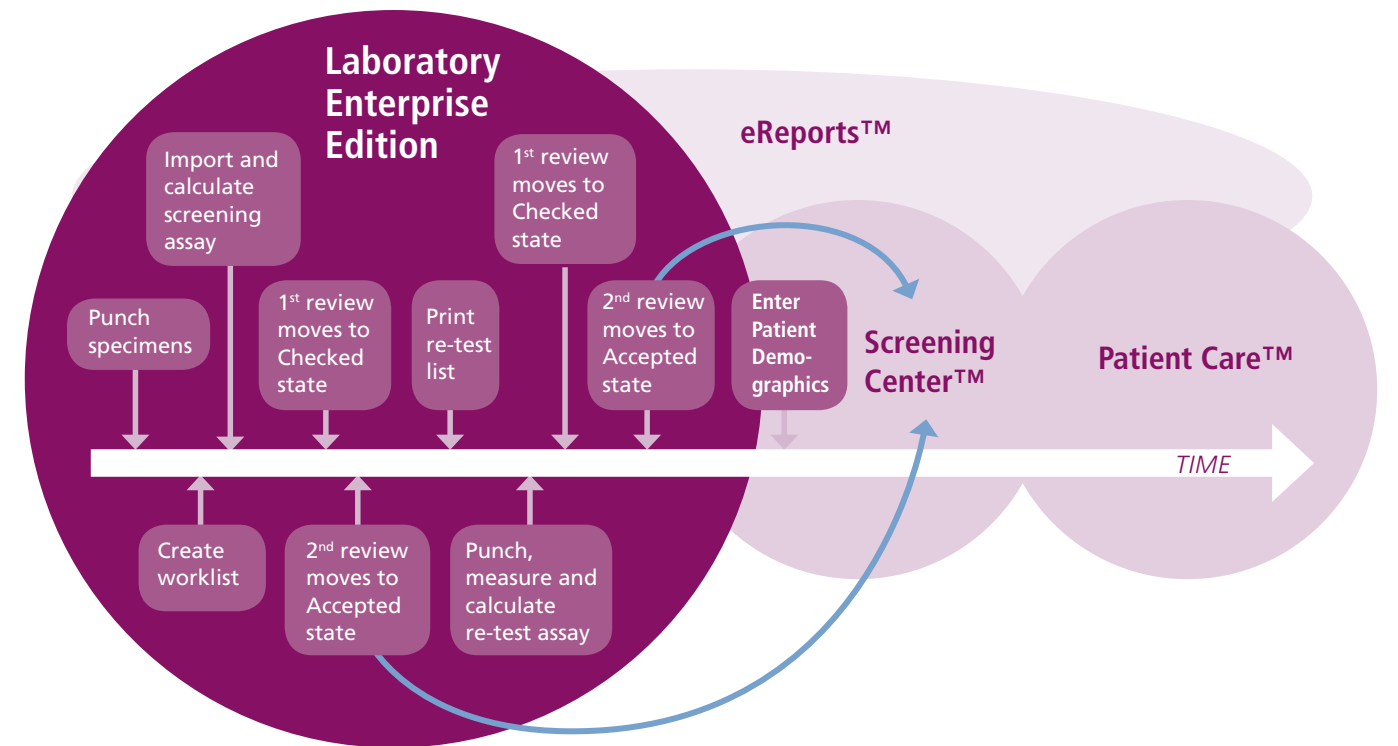 Laboratory
Enterprise
Edition
eReports™
Import and
calculate
screening
assay
1st review
moves to
Checked
state
Punch
specimens
1st review
moves to
Checked
state
Print
re-test
list
2nd review
moves to
Accepted
state
Enter
Patient
Demo-
graphics
Screening
Center™
Patient Care™
TIME
Create
worklist
2nd review
moves to
Accepted
state
Punch,
measure and
calculate
re-test assay